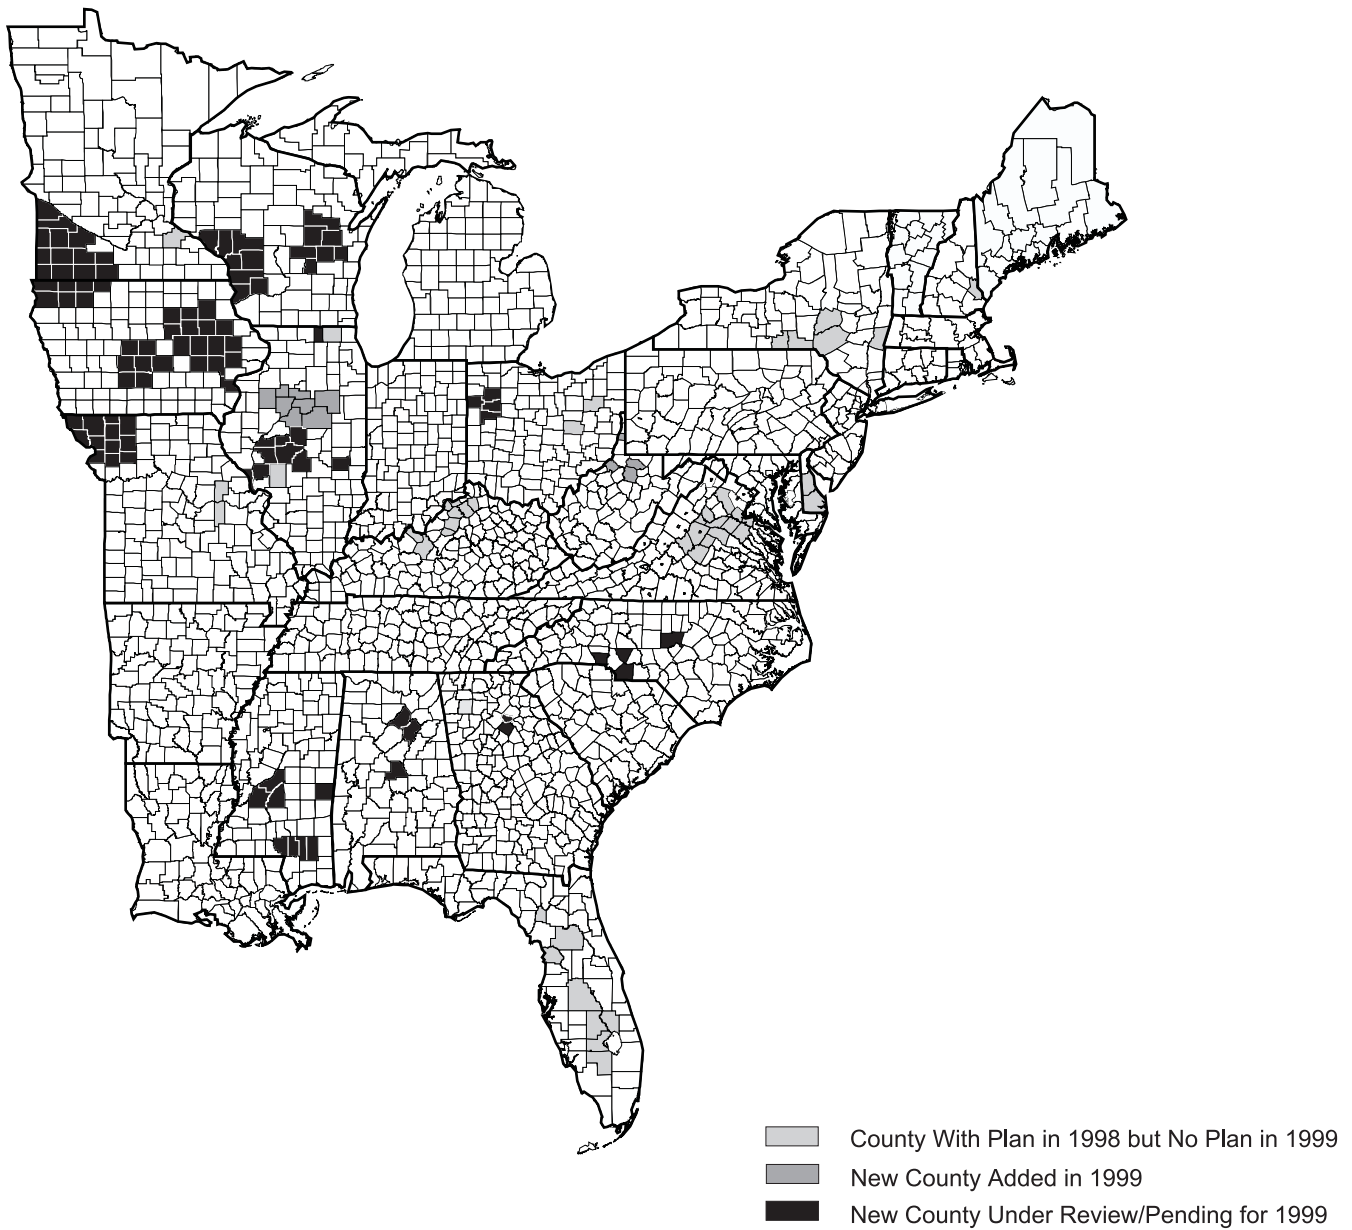 County With Plan in 1998 but No Plan in 1999
New County Added in 1999
New County Under Review/Pending for 1999